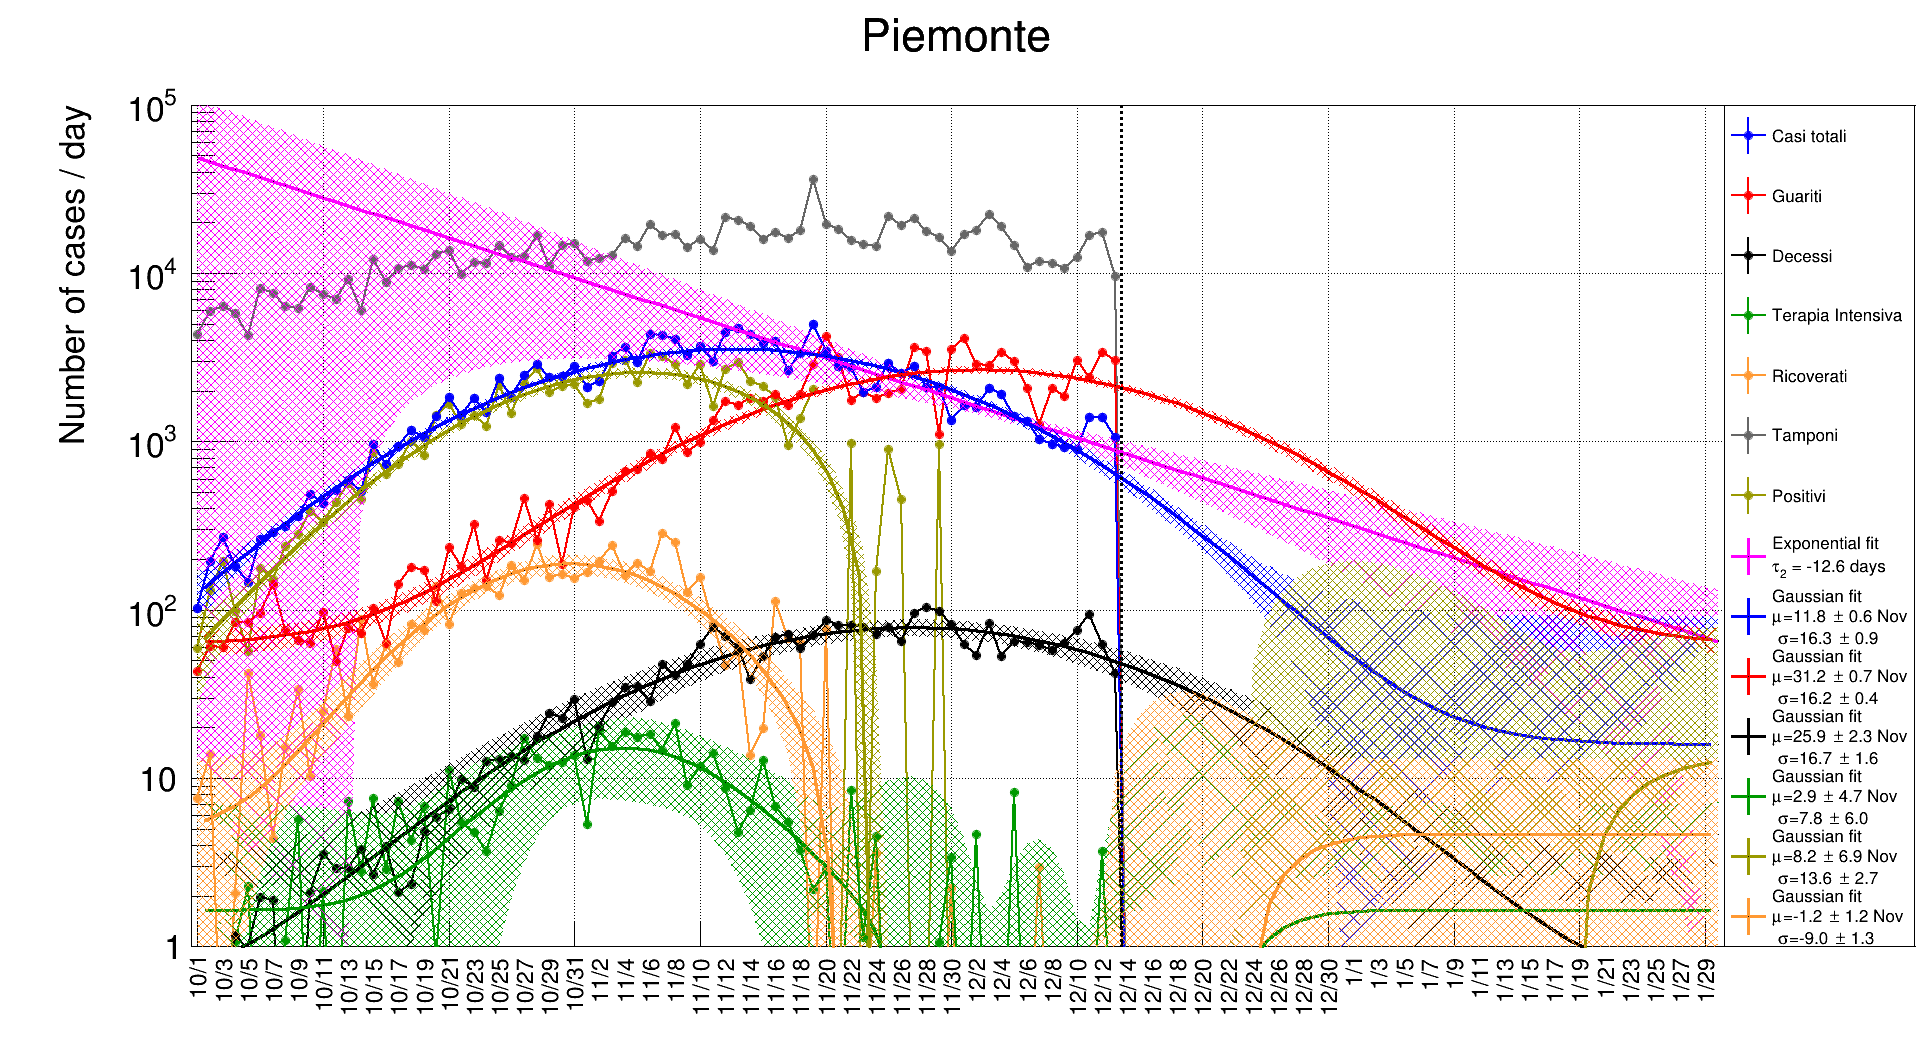 Piemonte
Number of cases / day
10⁵
10⁴
10³
10²
10
1
10/1 10/3 10/5 10/7 10/9 10/11 10/13 10/15 10/17 10/19 10/21 10/23 10/25 10/27 10/29 10/31 11/2 11/4 11/6 11/8 11/10 11/12 11/14 11/16 11/18 11/20 11/22 11/24 11/26 11/28 11/30 12/2 12/4 12/6 12/8 12/10 12/12 12/14 12/16 12/18 12/20 12/22 12/24 12/26 12/28 12/30 1/1 1/3 1/5 1/7 1/9 1/11 1/13 1/15 1/17 1/19 1/21 1/23 1/25 1/27 1/29
Casi totali
Guariti
Decessi
Terapia Intensiva
Ricoverati
Tamponi
Positivi
Exponential fit
τ₂ = -12.6 days
Gaussian fit
μ=11.8 ± 0.6 Nov
σ=16.3 ± 0.9
Gaussian fit
μ=31.2 ± 0.7 Nov
σ=16.2 ± 0.4
Gaussian fit
μ=25.9 ± 2.3 Nov
σ=16.7 ± 1.6
Gaussian fit
μ=2.9 ± 4.7 Nov
σ=7.8 ± 6.0
Gaussian fit
μ=8.2 ± 6.9 Nov
σ=13.6 ± 2.7
Gaussian fit
μ=-1.2 ± 1.2 Nov
σ=-9.0 ± 1.3